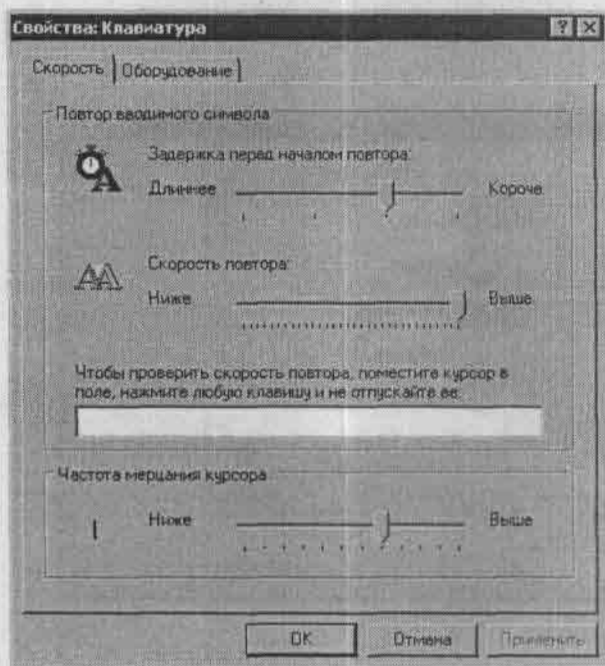 Свойства: Клавиатура
Скорость
Оборудование
Повтор вводимого символа
Задержка перед началом повтора:
Длиннее
Короче
Скорость повтора:
Ниже
Выше
Чтобы проверить скорость повтора, поместите курсор в
поле, нажмите любую клавишу и не отпускайте ее:
Частота мерцания курсора
Ниже
Выше
OK
Отмена
Применить